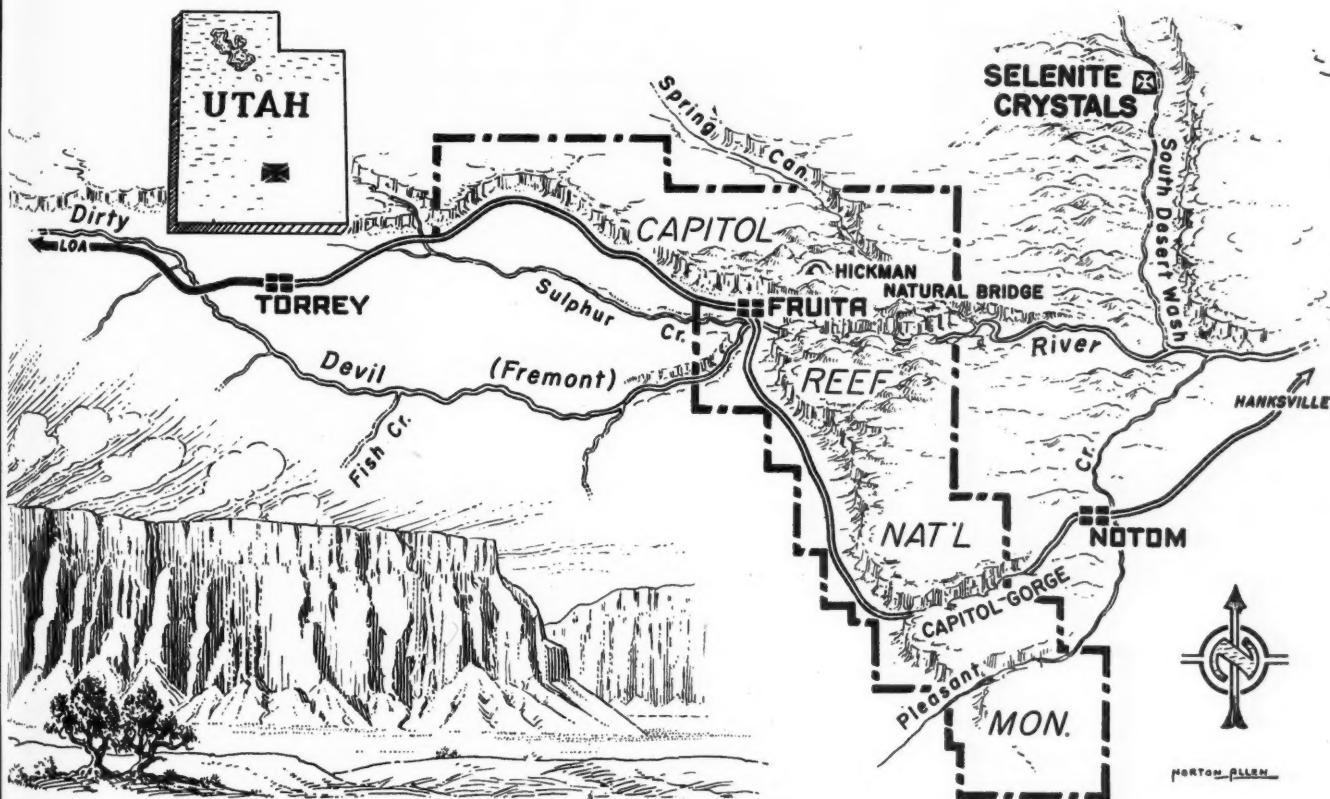 UTAH
SELENITE
CRYSTALS
Spring Can.
South Desert Wash
Dirty
LOA
CAPITOL
HICKMAN
NATURAL BRIDGE
TORREY
Sulphur Cr.
FRUITA
River
Devil
(Fremont)
REEF
HANKSVILLE
Fish Cr.
Cr.
NAT'L
NOTOM
CAPITOL GORGE
Pleasant
MON.
N
NORTON ALLEN